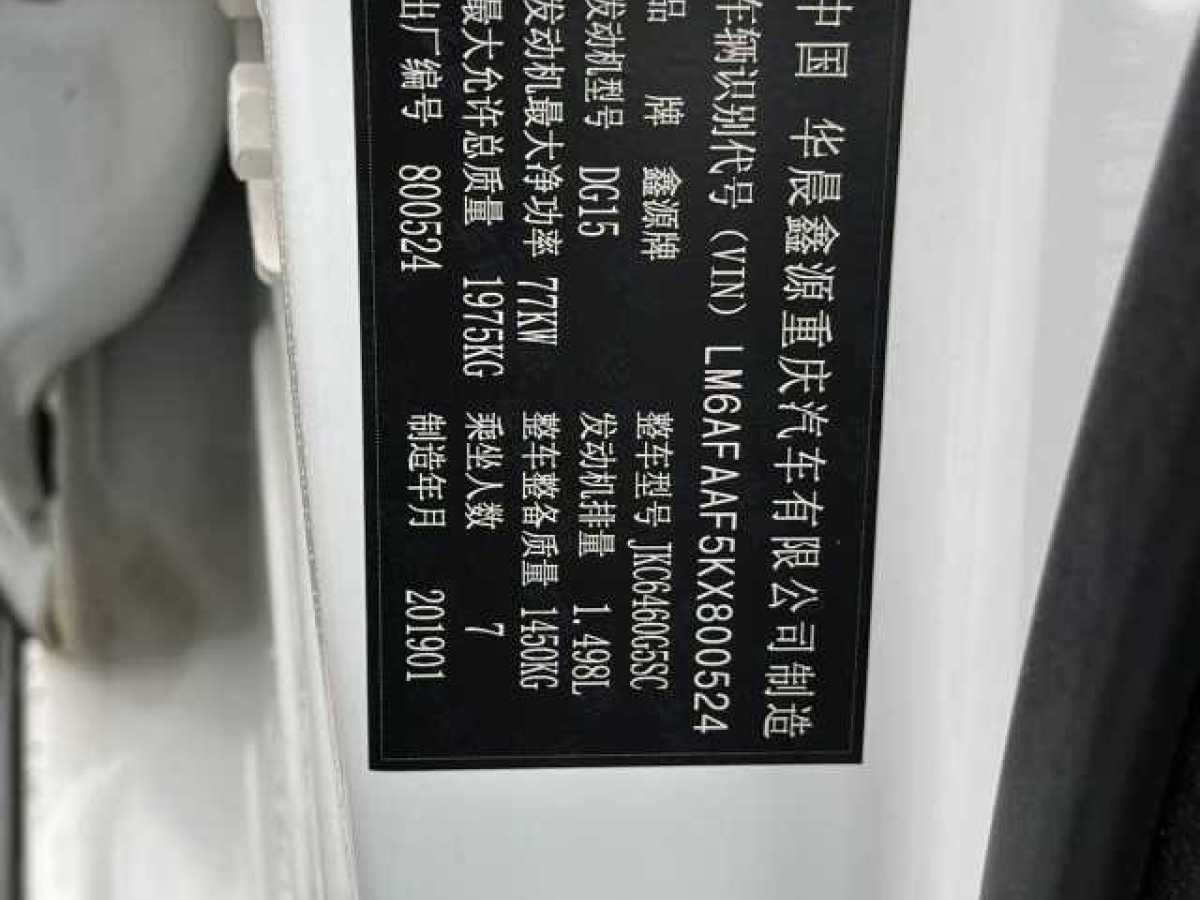 中国 华晨鑫源重庆汽车有限公司制造
车辆识别代号 (VIN) LM6AFAAF5KX800524
品 牌 鑫源牌 整车型号 JKC6460G5SC
发动机型号 DG15 发动机排量 1.498L
发动机最大净功率 77KW 整车整备质量 1450KG
最大允许总质量 1975KG 乘坐人数 7
出厂编号 800524 制造年月 201901